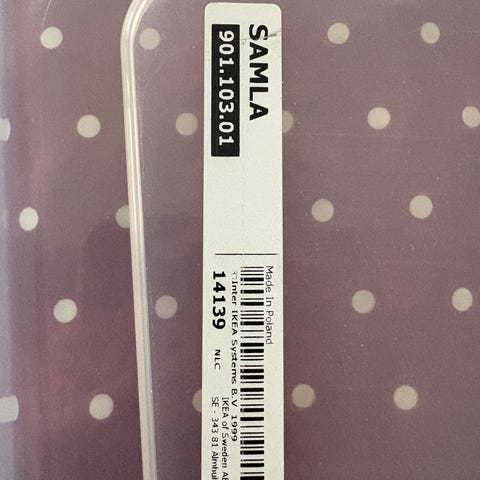 SAMLA
901.103.01
Made In Poland
©Inter IKEA Systems B.V. 1999
14139
NLC
IKEA of Sweden AB
SE - 343 81 Älmhul